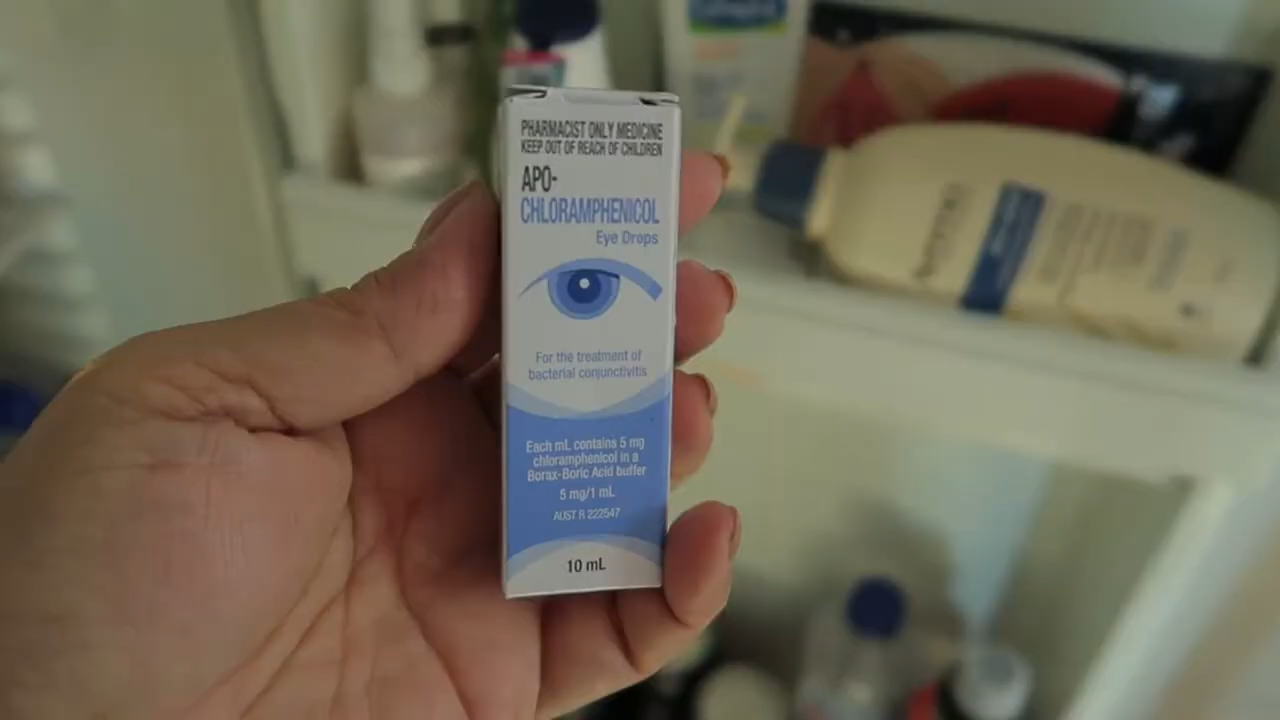 PHARMACIST ONLY MEDICINE
KEEP OUT OF REACH OF CHILDREN
APO-
CHLORAMPHENICOL
Eye Drops
For the treatment of
bacterial conjunctivitis
Each mL contains 5 mg
chloramphenicol in a
Borax-Boric Acid buffer
5 mg/1 mL
AUST R 222547
10 mL